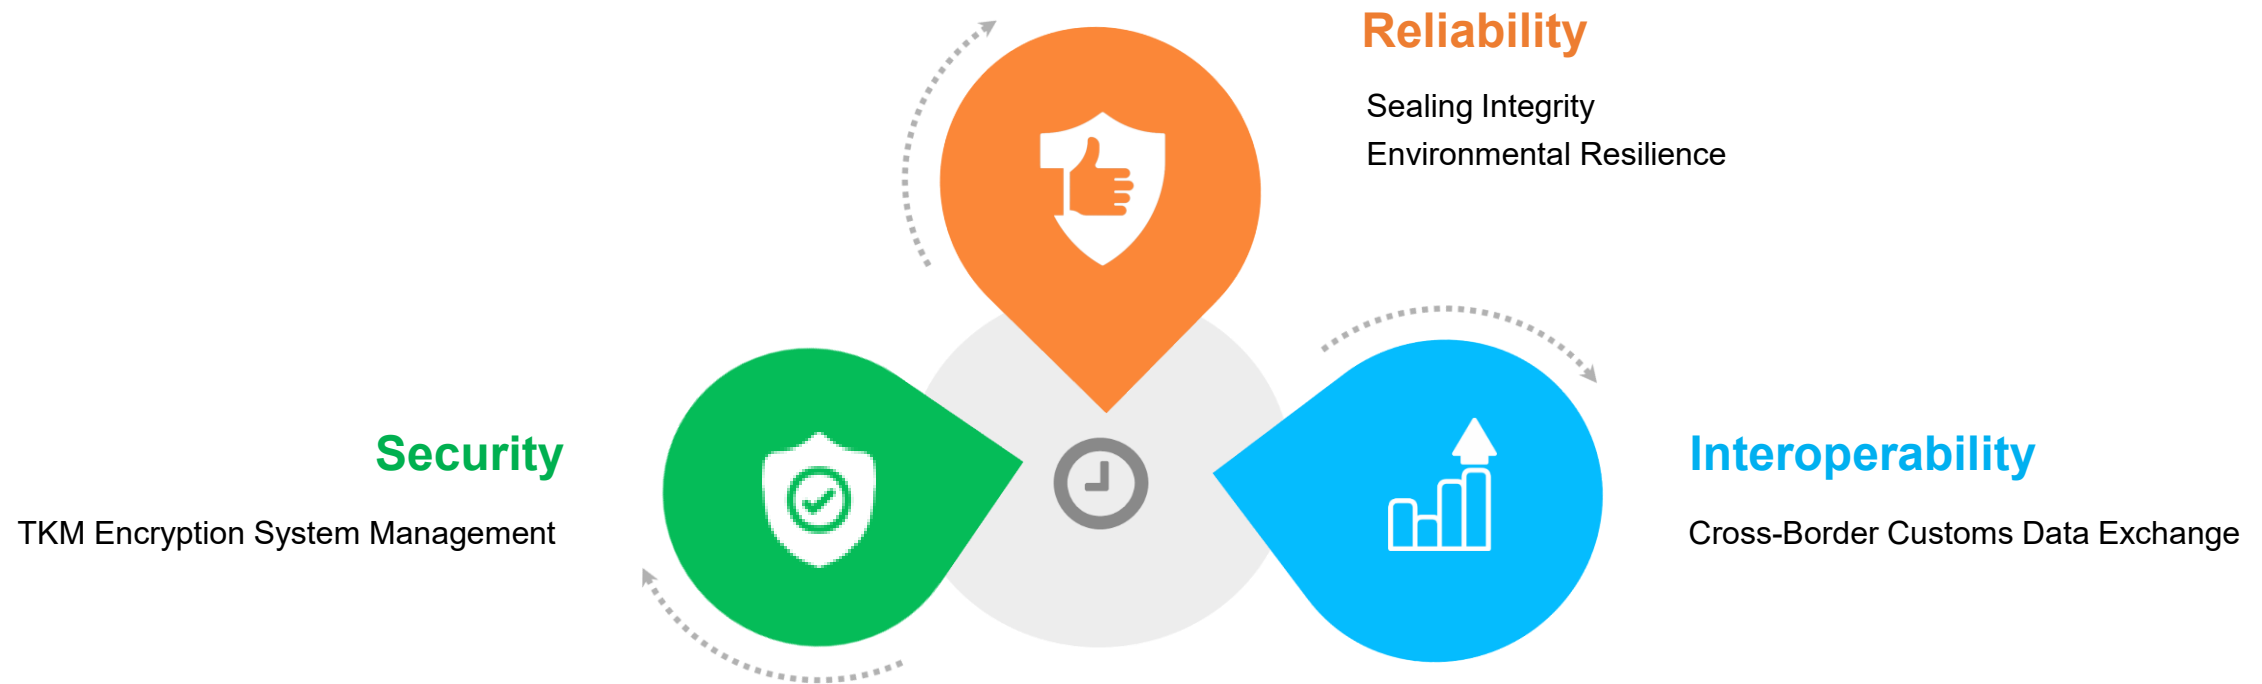 Reliability
Sealing Integrity
Environmental Resilience
Security
TKM Encryption System Management
Interoperability
Cross-Border Customs Data Exchange